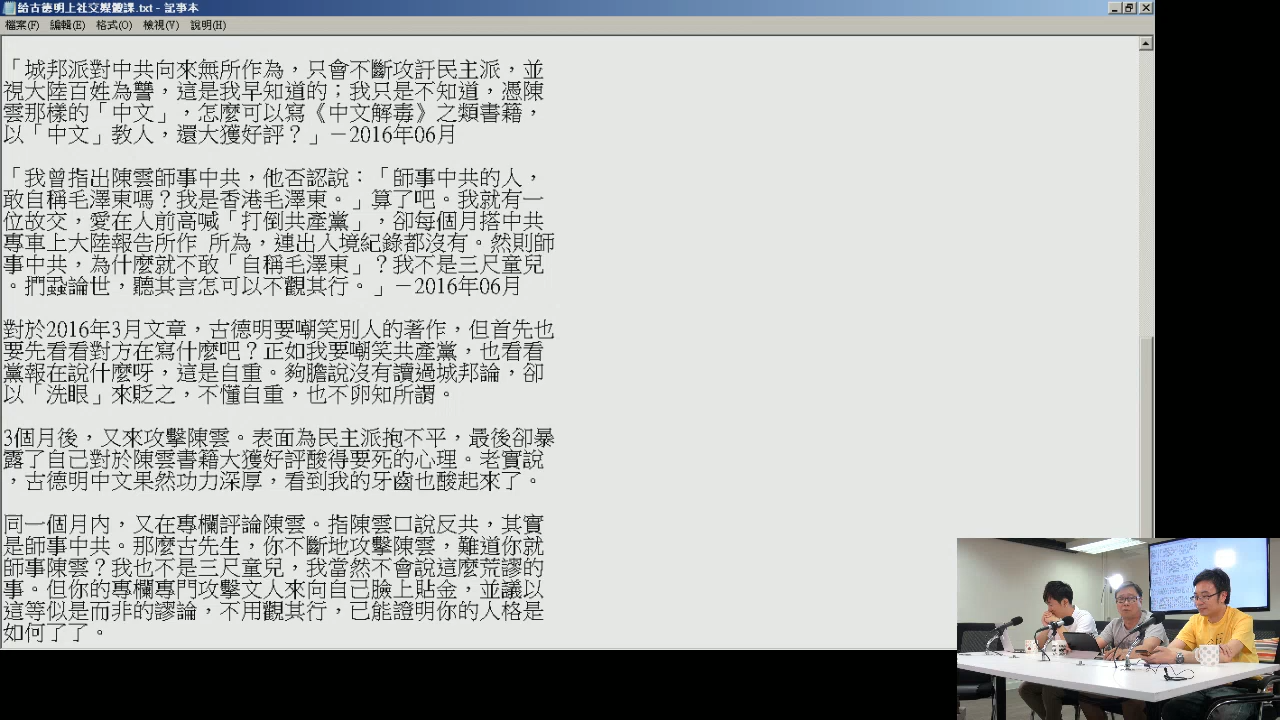 給古德明上社交媒體課.txt - 記事本
檔案(F) 編輯(E) 格式(O) 檢視(V) 說明(H)
「城邦派對中共向來無所作為，只會不斷攻訐民主派，並
視大陸百姓為讐，這是我早知道的；我只是不知道，憑陳
雲那樣的「中文」，怎麼可以寫《中文解毒》之類書籍，
以「中文」教人，還大獲好評？」－2016年06月
「我曾指出陳雲師事中共，他否認說：「師事中共的人，
敢自稱毛澤東嗎？我是香港毛澤東。」算了吧。我就有一
位故交，愛在人前高喊「打倒共產黨」，卻每個月搭中共
專車上大陸報告所作 所為，連出入境紀錄都沒有。然則師
事中共，為什麼就不敢「自稱毛澤東」？我不是三尺童兒
。捫蝨論世，聽其言怎可以不觀其行。」－2016年06月
對於2016年3月文章，古德明要嘲笑別人的著作，但首先也
要先看看對方在寫什麼吧？正如我要嘲笑共產黨，也看看
黨報在說什麼呀，這是自重。夠膽說沒有讀過城邦論，卻
以「洗眼」來貶之，不懂自重，也不卵知所謂。
3個月後，又來攻擊陳雲。表面為民主派抱不平，最後卻暴
露了自己對於陳雲書籍大獲好評酸得要死的心理。老實說
，古德明中文果然功力深厚，看到我的牙齒也酸起來了。
同一個月內，又在專欄評論陳雲。指陳雲口說反共，其實
是師事中共。那麼古先生，你不斷地攻擊陳雲，難道你就
師事陳雲？我也不是三尺童兒，我當然不會說這麼荒謬的
事。但你的專欄專門攻擊文人來向自己臉上貼金，並議以
這等似是而非的謬論，不用觀其行，已能證明你的人格是
如何了了。